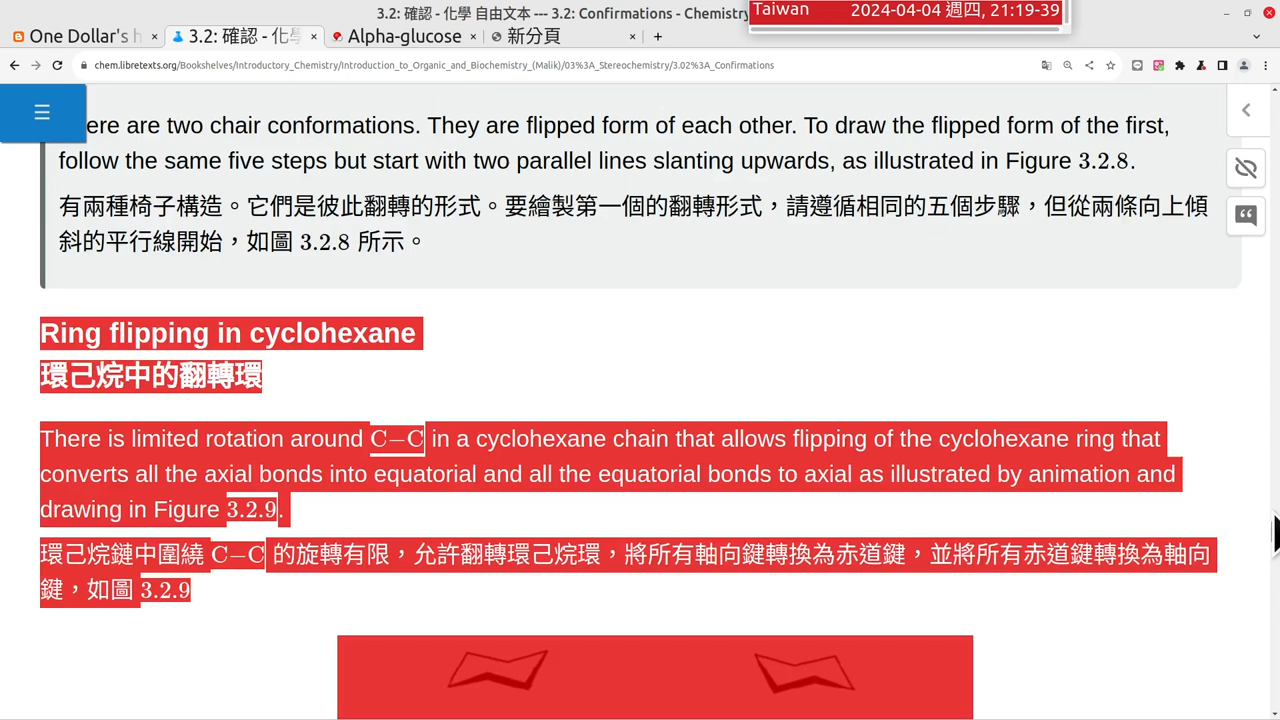 3.2: 確認 - 化學 自由文本 --- 3.2: Confirmations - Chemistry
Taiwan 2024-04-04 週四, 21:19-39
One Dollar's h
3.2: 確認 - 化學
Alpha-glucose
新分頁
chem.libretexts.org/Bookshelves/Introductory_Chemistry/Introduction_to_Organic_and_Biochemistry_(Malik)/03%3A_Stereochemistry/3.02%3A_Confirmations
ere are two chair conformations. They are flipped form of each other. To draw the flipped form of the first,
follow the same five steps but start with two parallel lines slanting upwards, as illustrated in Figure 3.2.8.
有兩種椅子構造。它們是彼此翻轉的形式。要繪製第一個的翻轉形式，請遵循相同的五個步驟，但從兩條向上傾
斜的平行線開始，如圖 3.2.8 所示。
Ring flipping in cyclohexane
環己烷中的翻轉環
There is limited rotation around C−C in a cyclohexane chain that allows flipping of the cyclohexane ring that
converts all the axial bonds into equatorial and all the equatorial bonds to axial as illustrated by animation and
drawing in Figure 3.2.9.
環己烷鏈中圍繞 C−C 的旋轉有限，允許翻轉環己烷環，將所有軸向鍵轉換為赤道鍵，並將所有赤道鍵轉換為軸向
鍵，如圖 3.2.9